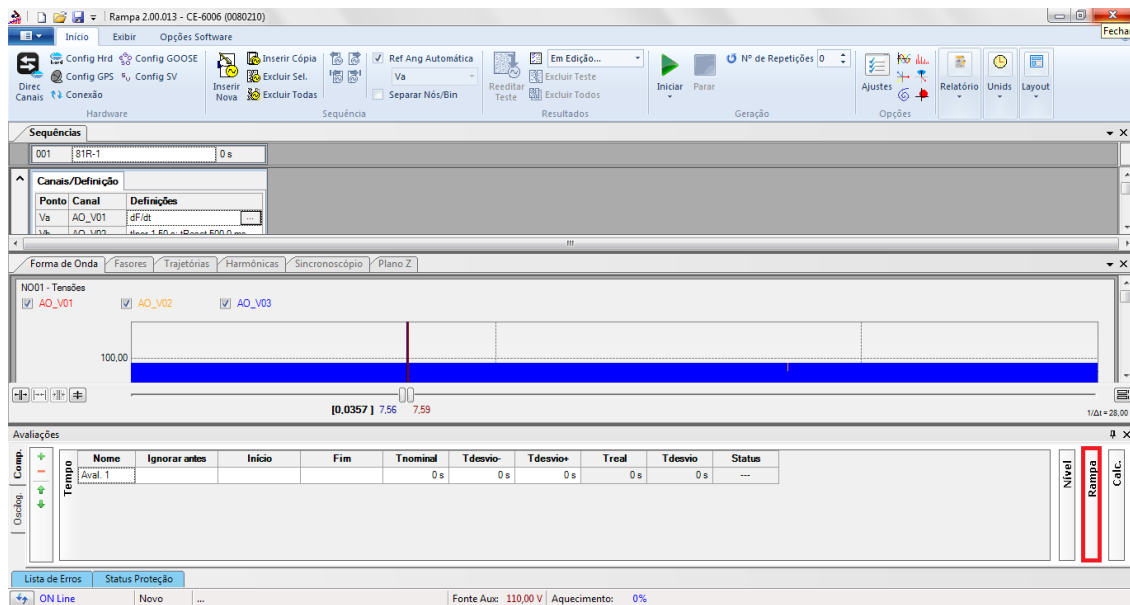 Rampa 2.00.013 - CE-6006 (0080210)
Fechar
Início Exibir Opções Software
Direc Canais
Config Hrd Config GOOSE
Config GPS Config SV
Conexão
Hardware
Inserir Nova
Inserir Cópia
Excluir Sel.
Excluir Todas
Ref Ang Automática
Va
Separar Nós/Bin
Sequência
Reeditar Teste
Em Edição...
Excluir Teste
Excluir Todos
Resultados
Iniciar Parar
Nº de Repetições 0
Geração
Ajustes
Opções
Relatório Unids Layout
Sequências
001 81R-1 0 s
Canais/Definição
Ponto Canal Definições
Va AO_V01 dF/dt ...
Vb AO_V02
Forma de Onda Fasores Trajetórias Harmônicas Sincronoscópio Plano Z
NO01 - Tensões
AO_V01 AO_V02 AO_V03
100,00
[0,0357 ] 7,56 7,59
1/Δt = 28,00
Avaliações
Comp.
Oscilog.
Tempo
Nome Ignorar antes Início Fim Tnominal Tdesvio- Tdesvio+ Treal Tdesvio Status
Aval. 1 0 s 0 s 0 s 0 s 0 s ---
Nível
Rampa
Calc.
Lista de Erros Status Proteção
ON Line Novo ... Fonte Aux: 110,00 V Aquecimento: 0%